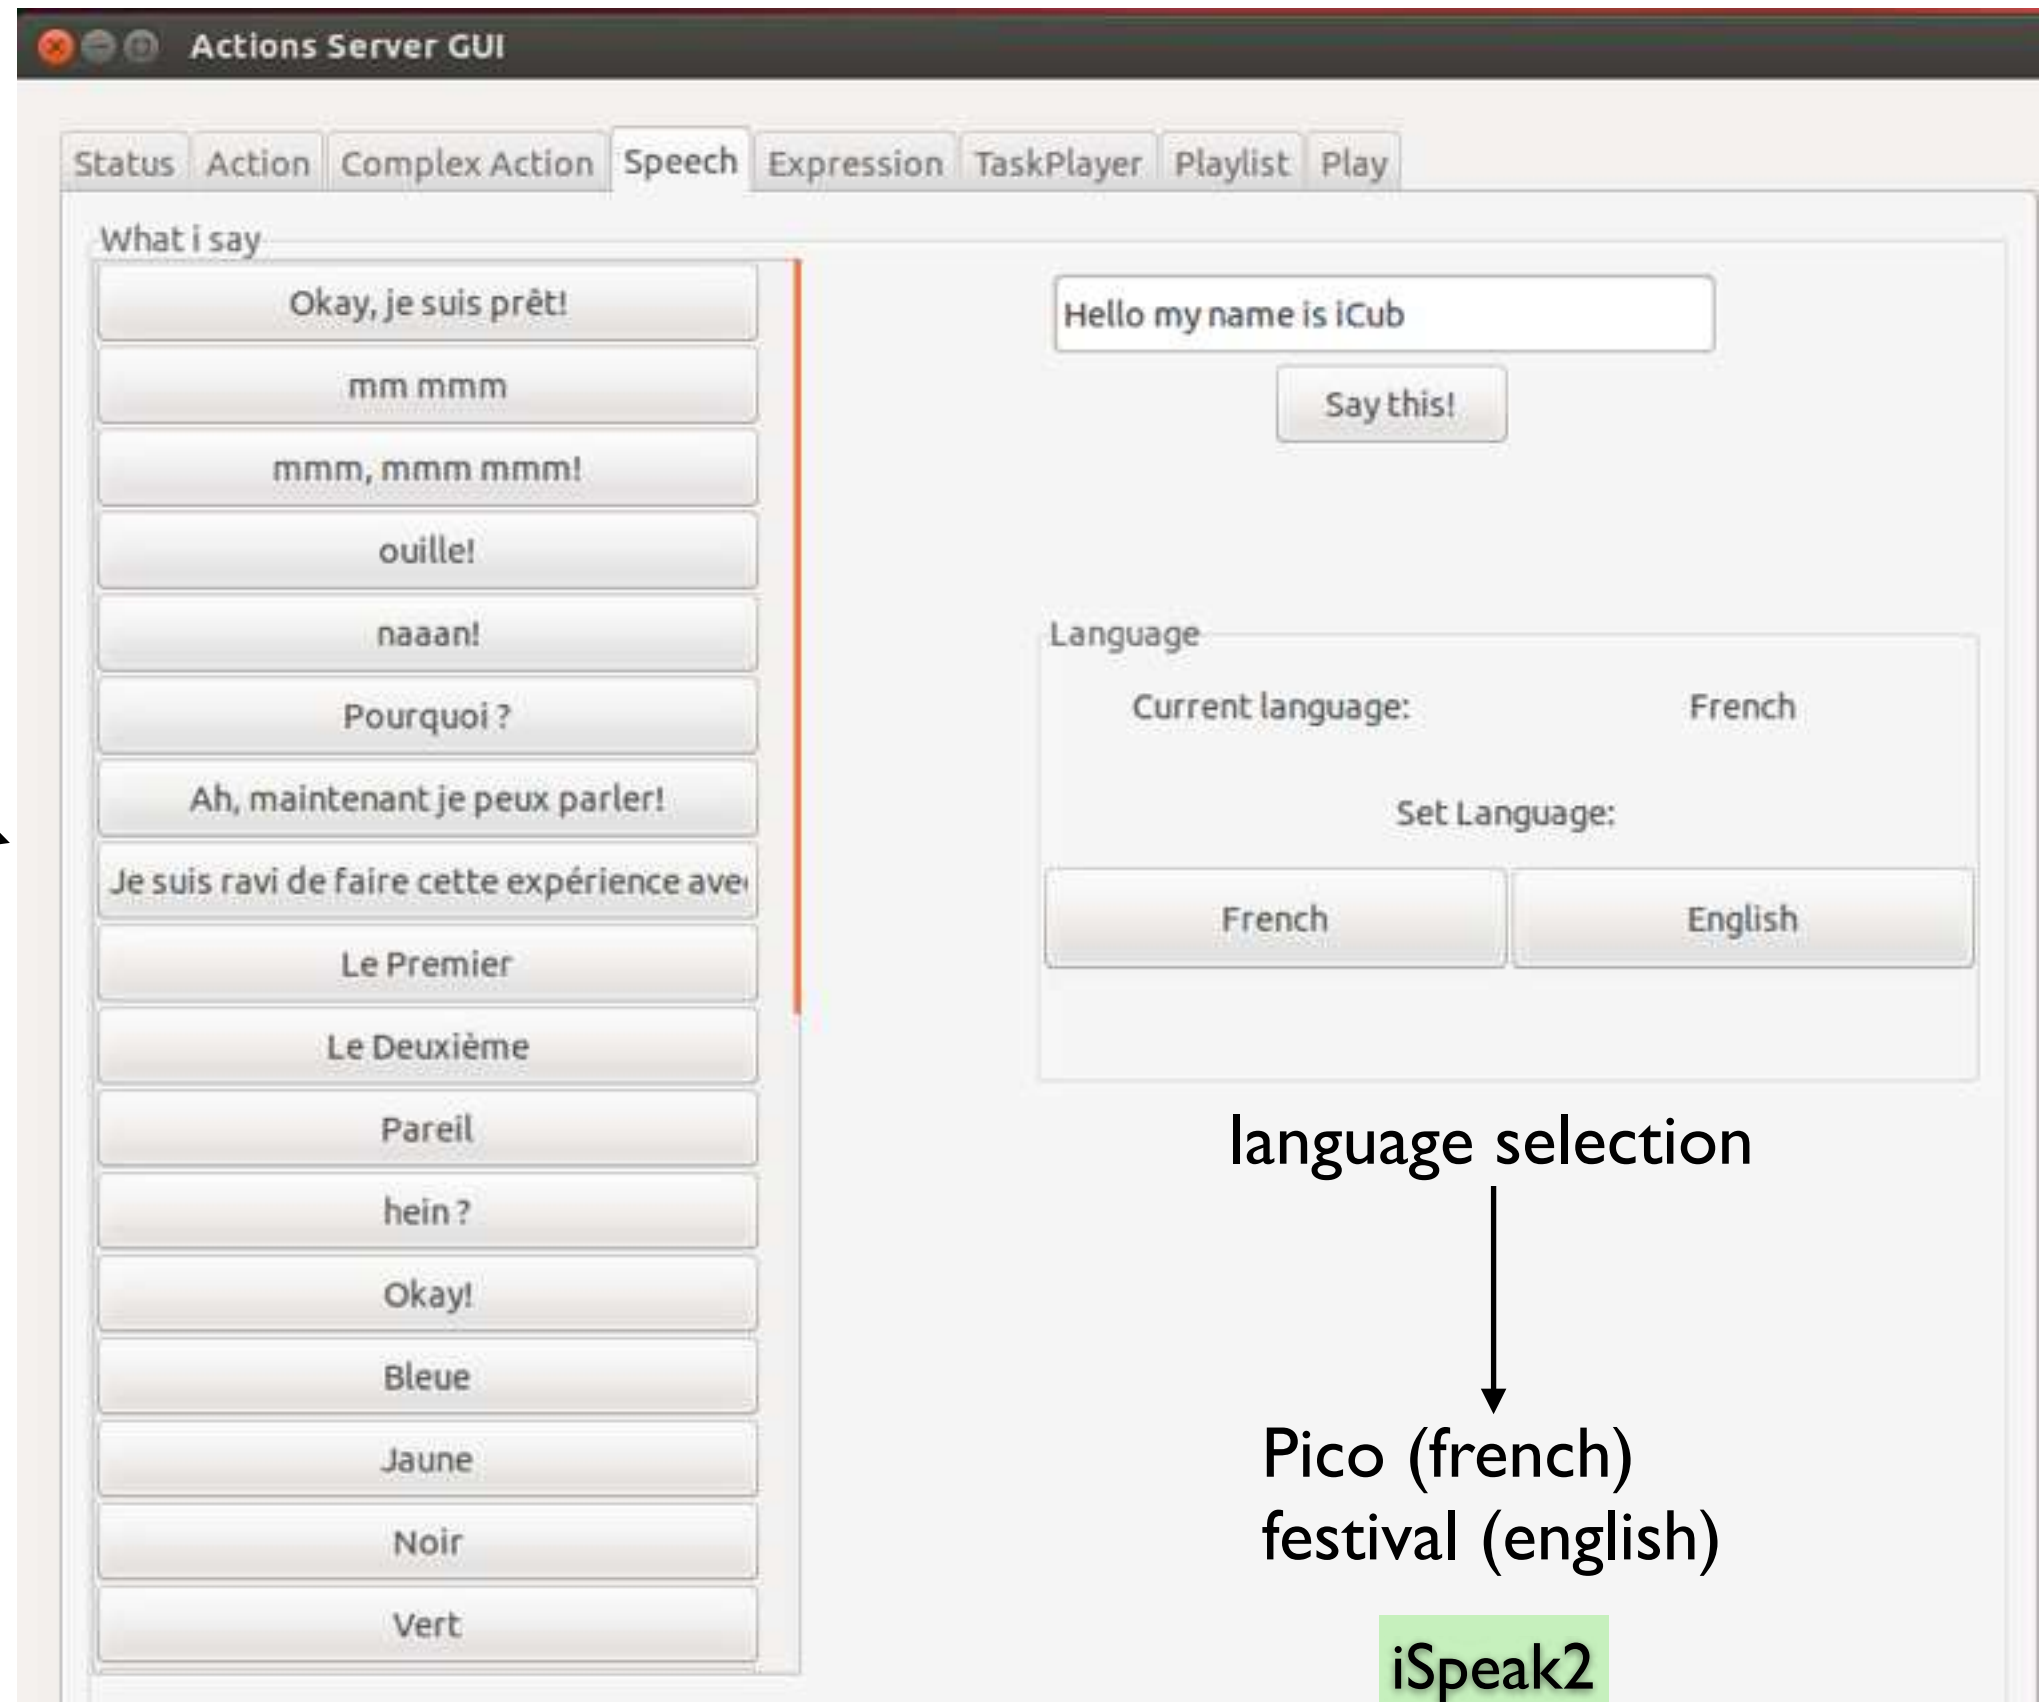 Actions Server GUI
Status Action Complex Action Speech Expression TaskPlayer Playlist Play
What i say
Okay, je suis prêt!
mm mmm
mmm, mmm mmm!
ouille!
naaan!
Pourquoi ?
Ah, maintenant je peux parler!
Je suis ravi de faire cette expérience ave
Le Premier
Le Deuxième
Pareil
hein ?
Okay!
Bleue
Jaune
Noir
Vert
Hello my name is iCub
Say this!
Language
Current language: French
Set Language:
French English
language selection
Pico (french)
festival (english)
iSpeak2